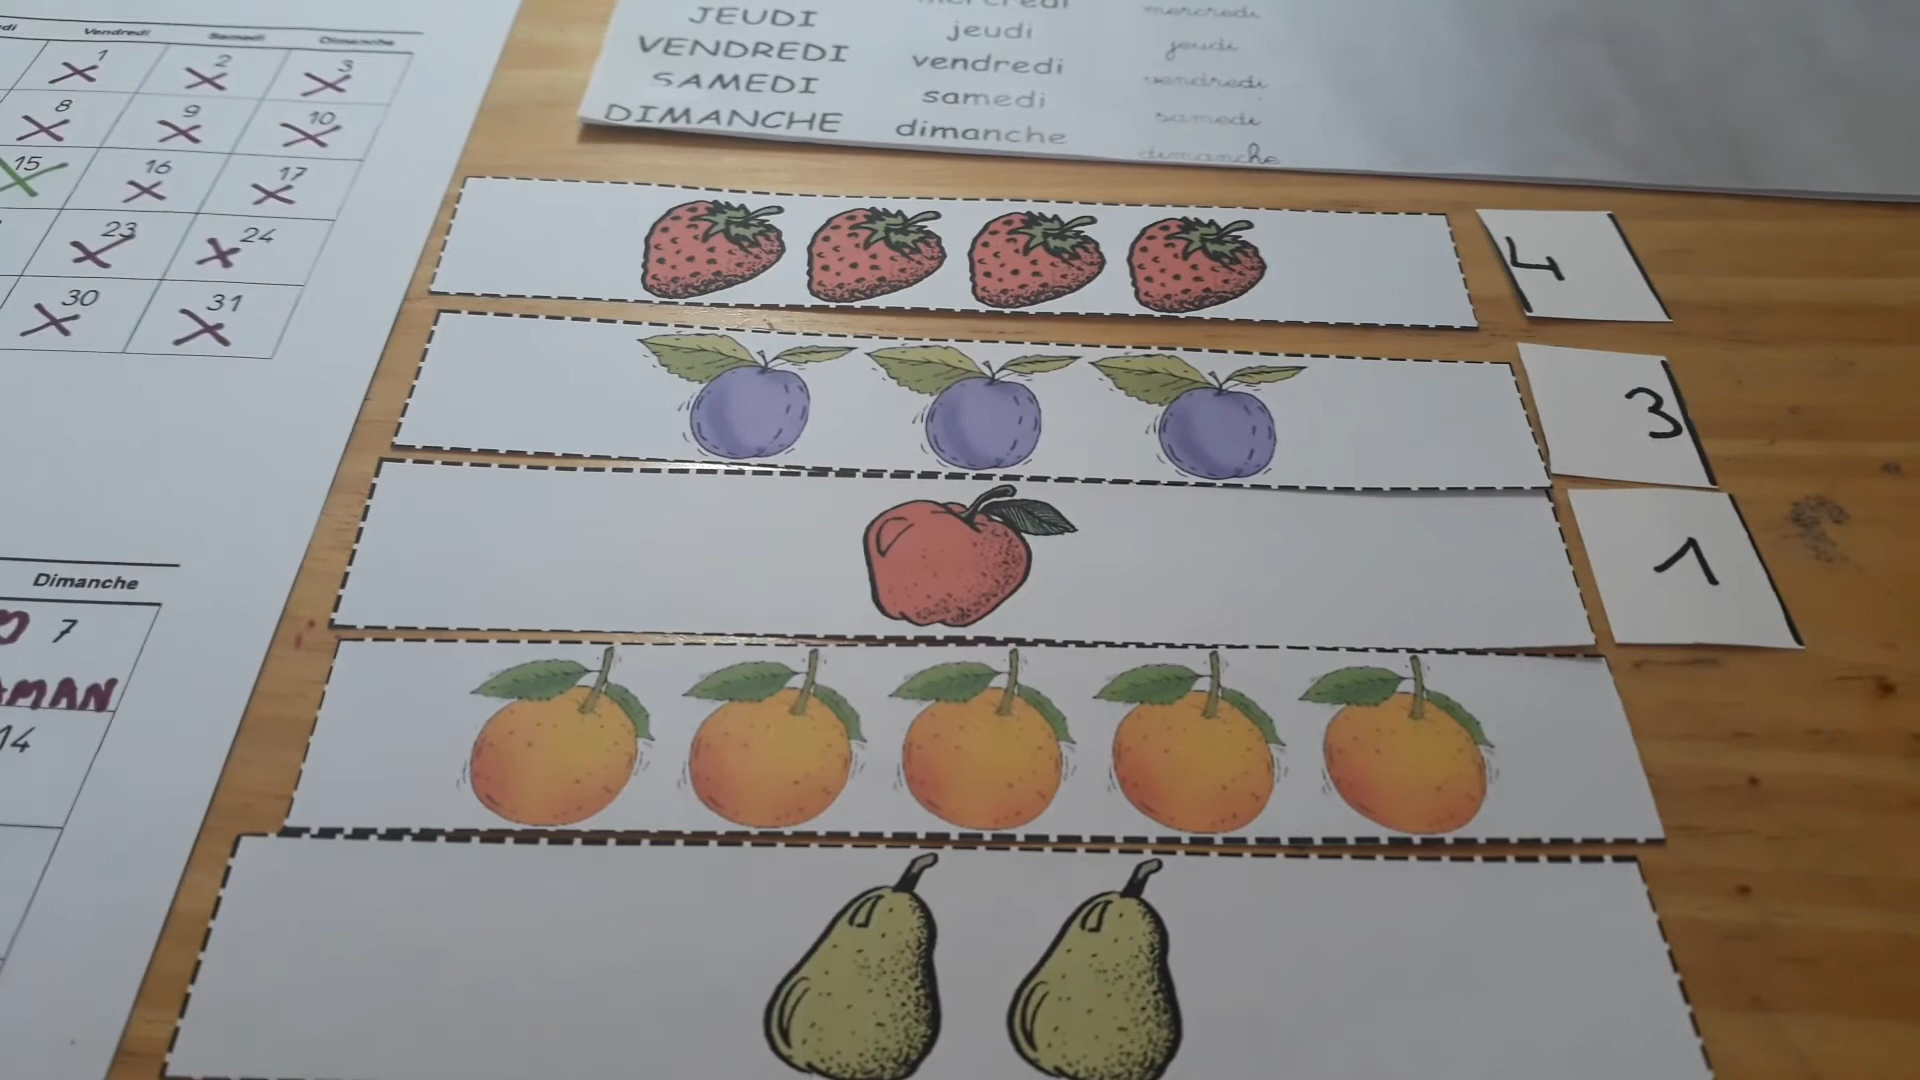 Vendredi Samedi Dimanche
1 2 3
8 9 10
15 16 17
23 24
30 31
Dimanche
7
MAN
14
JEUDI jeudi jeudi
VENDREDI vendredi vendredi
SAMEDI samedi samedi
DIMANCHE dimanche dimanche
4
3
1